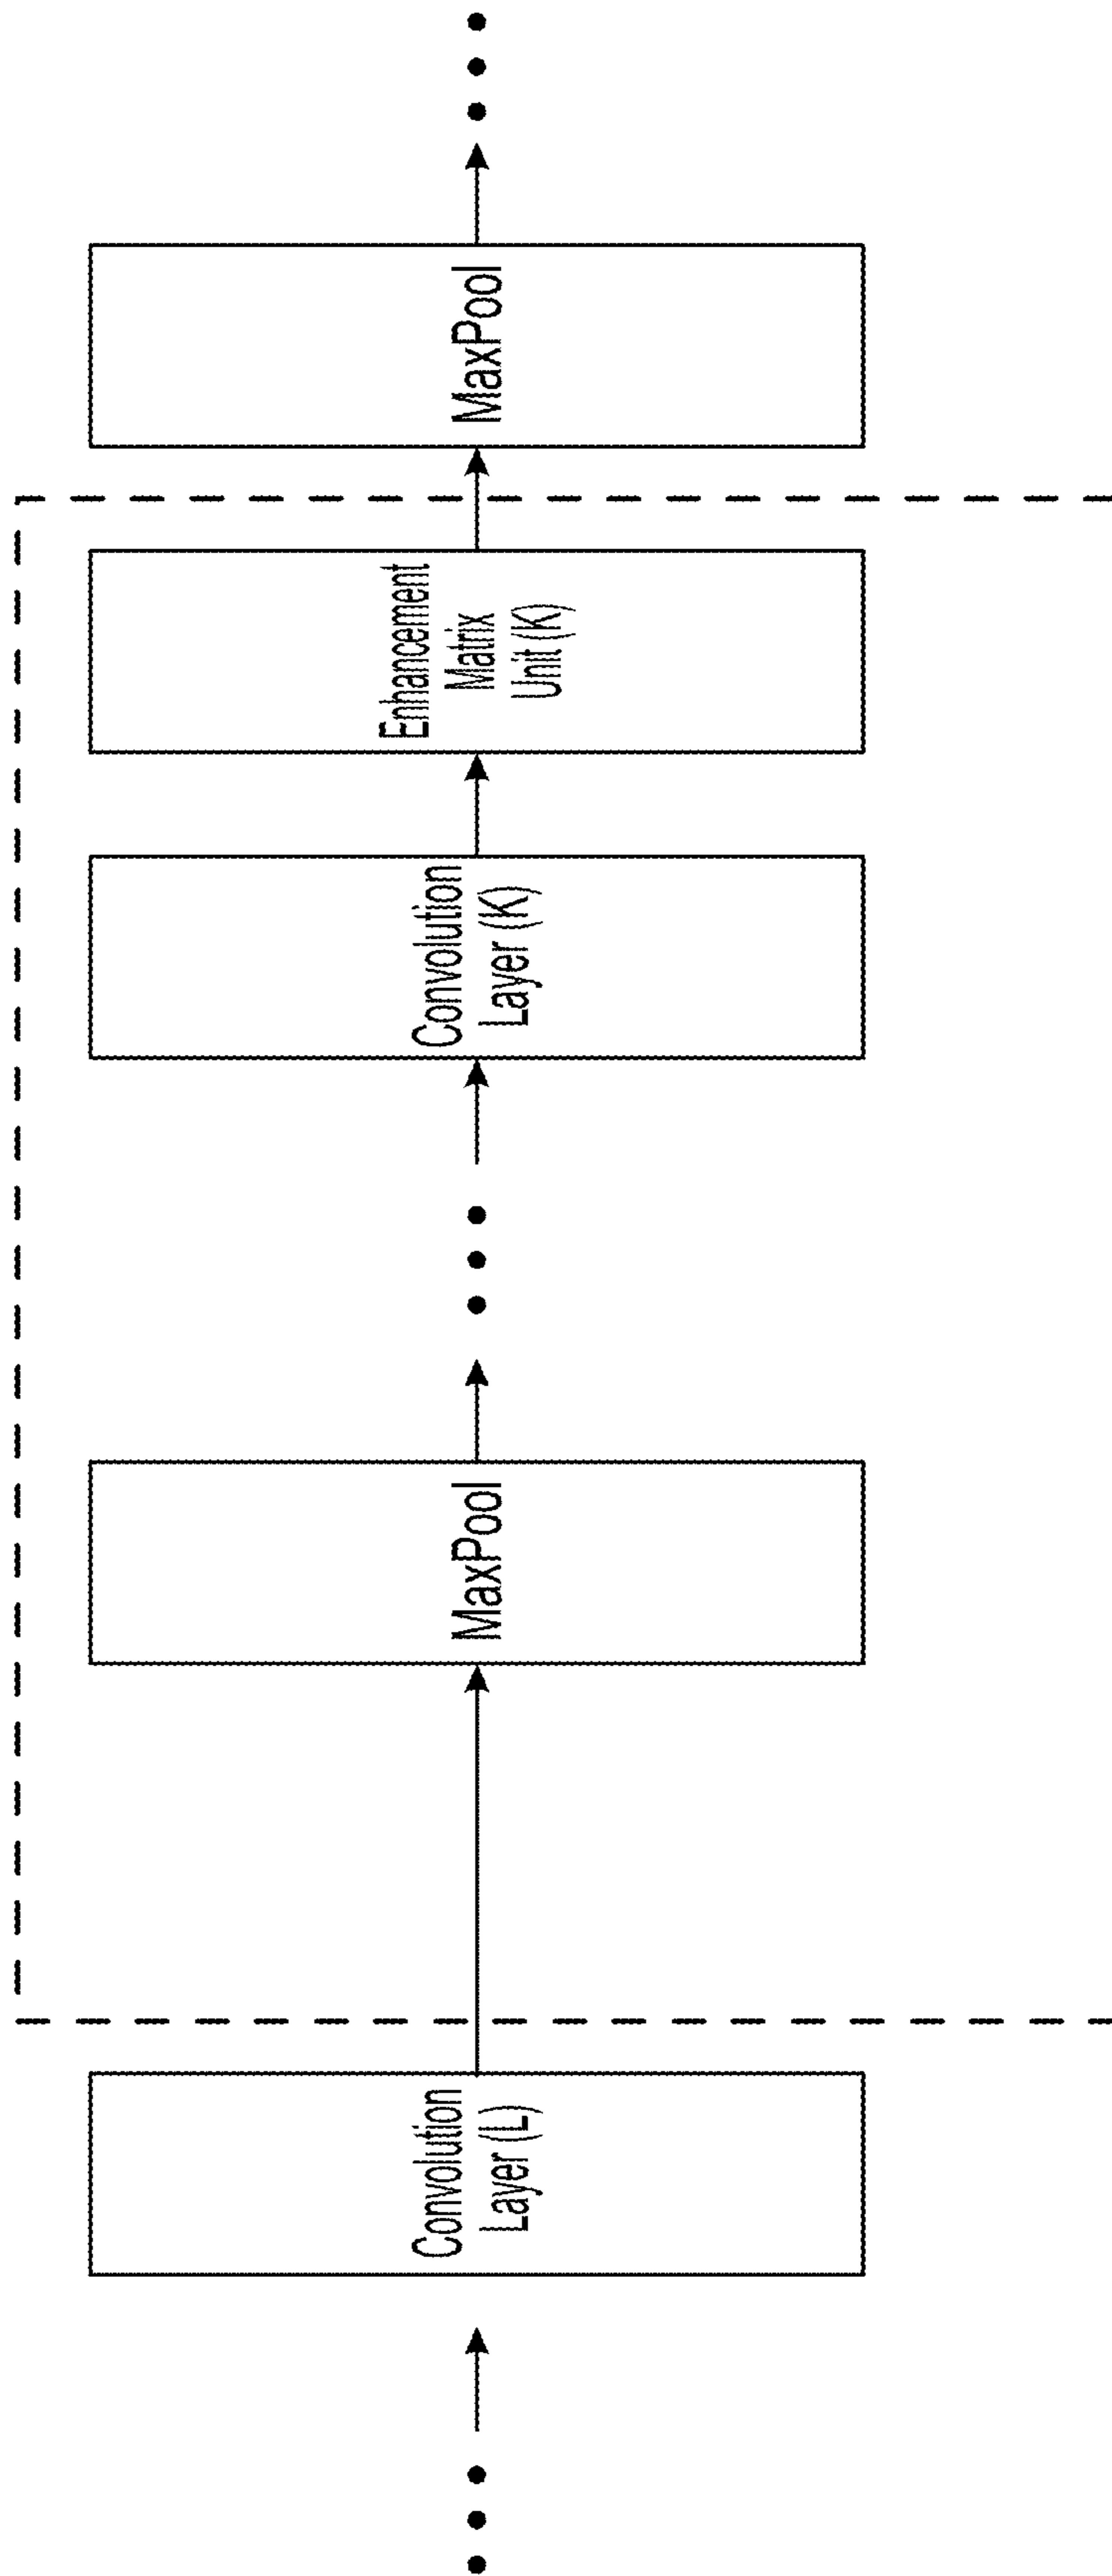 Convolution
Layer (L)
MaxPool
Convolution
Layer (K)
Enhancement
Matrix
Unit (K)
MaxPool